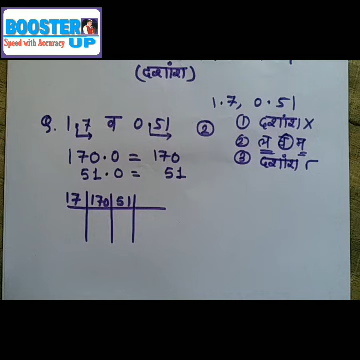 BOOSTER
Speed with Accuracy
UP
(दशांश)
1.7, 0.51
Q. 1.7 व 0.51 ②
① दशांश X
② ल सा म
③ दशांश
170.0 = 170
51.0 = 51
17 170 51